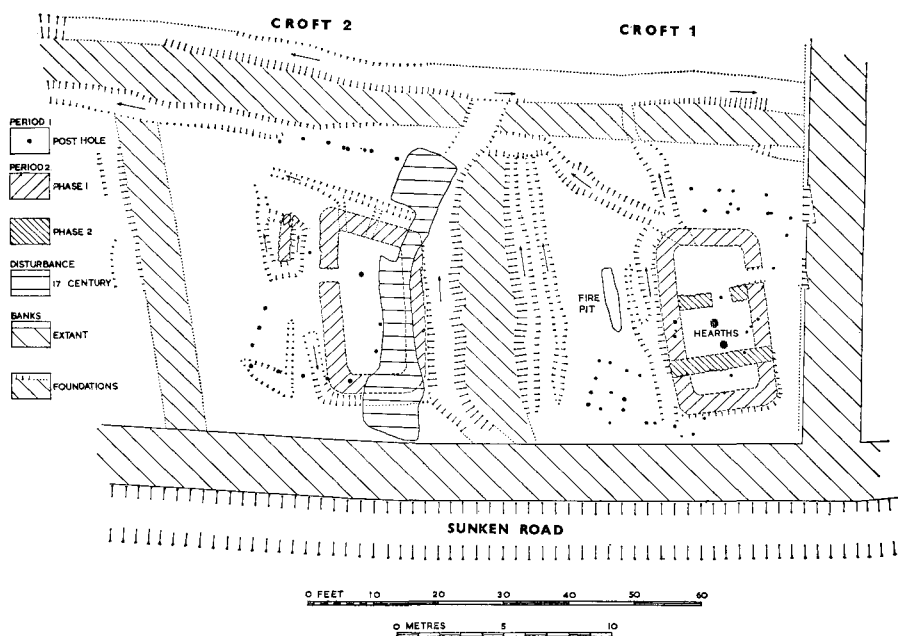 CROFT 2
CROFT 1
PERIOD 1
POST HOLE
PERIOD 2
PHASE 1
PHASE 2
DISTURBANCE
17 CENTURY
BANKS
EXTANT
FOUNDATIONS
FIRE
PIT
HEARTHS
SUNKEN ROAD
0 FEET 10 20 30 40 50 60
0 METRES 5 10